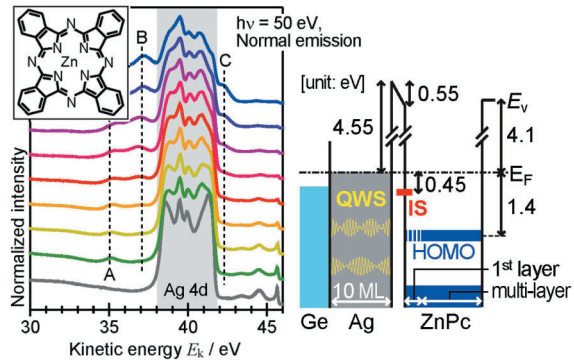 N
N
N
N
Zn
N
N
N
N
B
hν = 50 eV,
Normal emission
C
A
Ag 4d
Normalized intensity
30
35
40
45
Kinetic energy Eₖ / eV
[unit: eV]
0.55
Eᵥ
4.55
4.1
E_F
QWS
0.45
IS
1.4
HOMO
1ˢᵗ layer
10 ML
multi-layer
Ge
Ag
ZnPc